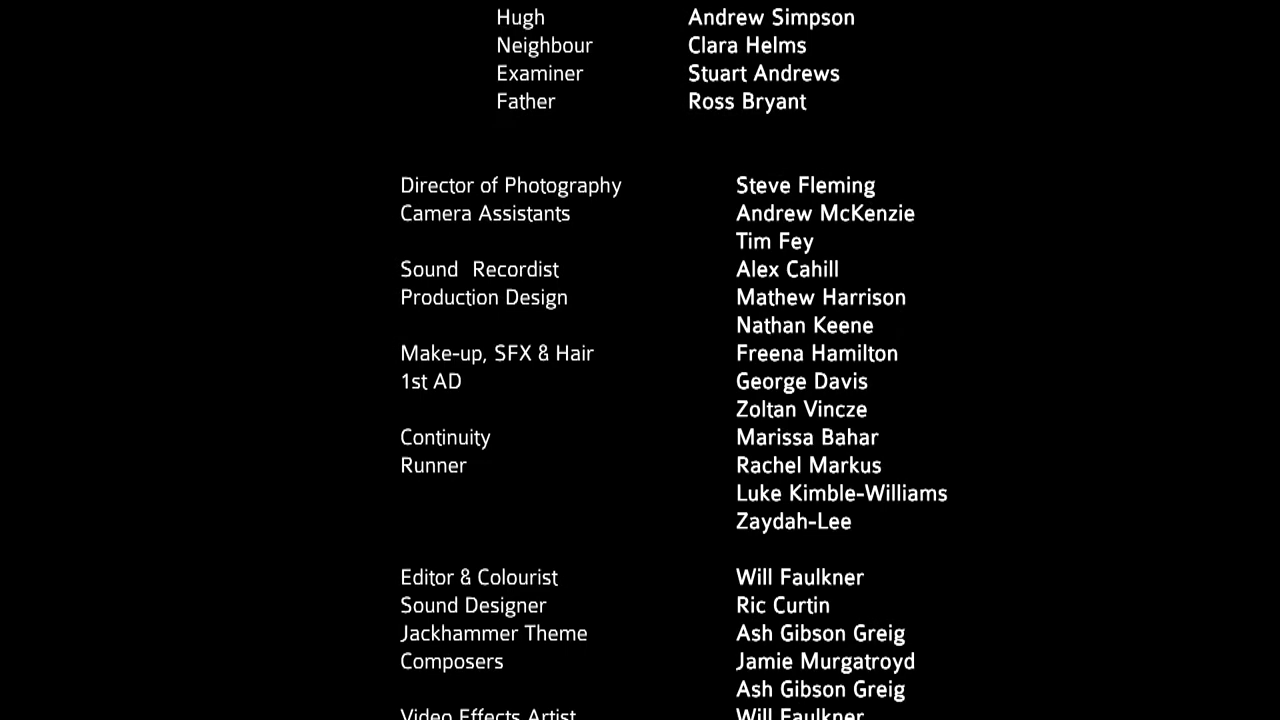 Hugh Andrew Simpson
Neighbour Clara Helms
Examiner Stuart Andrews
Father Ross Bryant
Director of Photography Steve Fleming
Camera Assistants Andrew McKenzie
Tim Fey
Sound Recordist Alex Cahill
Production Design Mathew Harrison
Nathan Keene
Make-up, SFX & Hair Freena Hamilton
1st AD George Davis
Zoltan Vincze
Continuity Marissa Bahar
Runner Rachel Markus
Luke Kimble-Williams
Zaydah-Lee
Editor & Colourist Will Faulkner
Sound Designer Ric Curtin
Jackhammer Theme Ash Gibson Greig
Composers Jamie Murgatroyd
Ash Gibson Greig
Video Effects Artist Will Faulkner